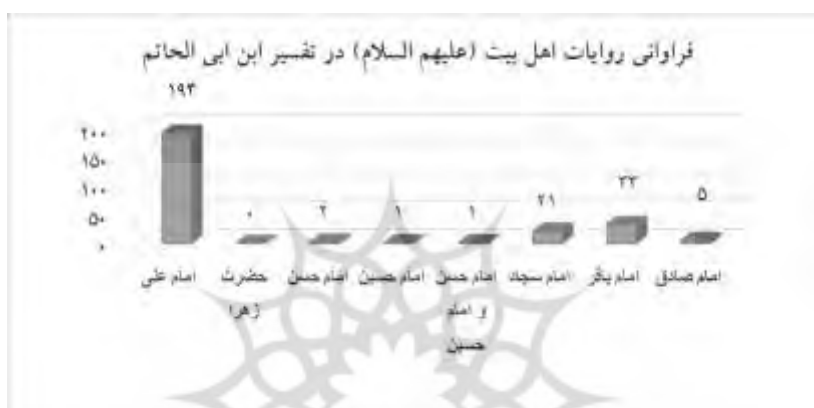 فراوانی روایات اهل بیت (علیهم السلام) در تفسیر ابن ابی الحاتم
۱۹۴
۲۰۰
۱۵۰
۱۰۰
۵۰
۰
۰
۲
۱
۱
۲۱
۳۳
۵
امام علی
حضرت زهرا
امام حسن
امام حسین
امام حسن و امام حسین
امام سجاد
امام باقر
امام صادق